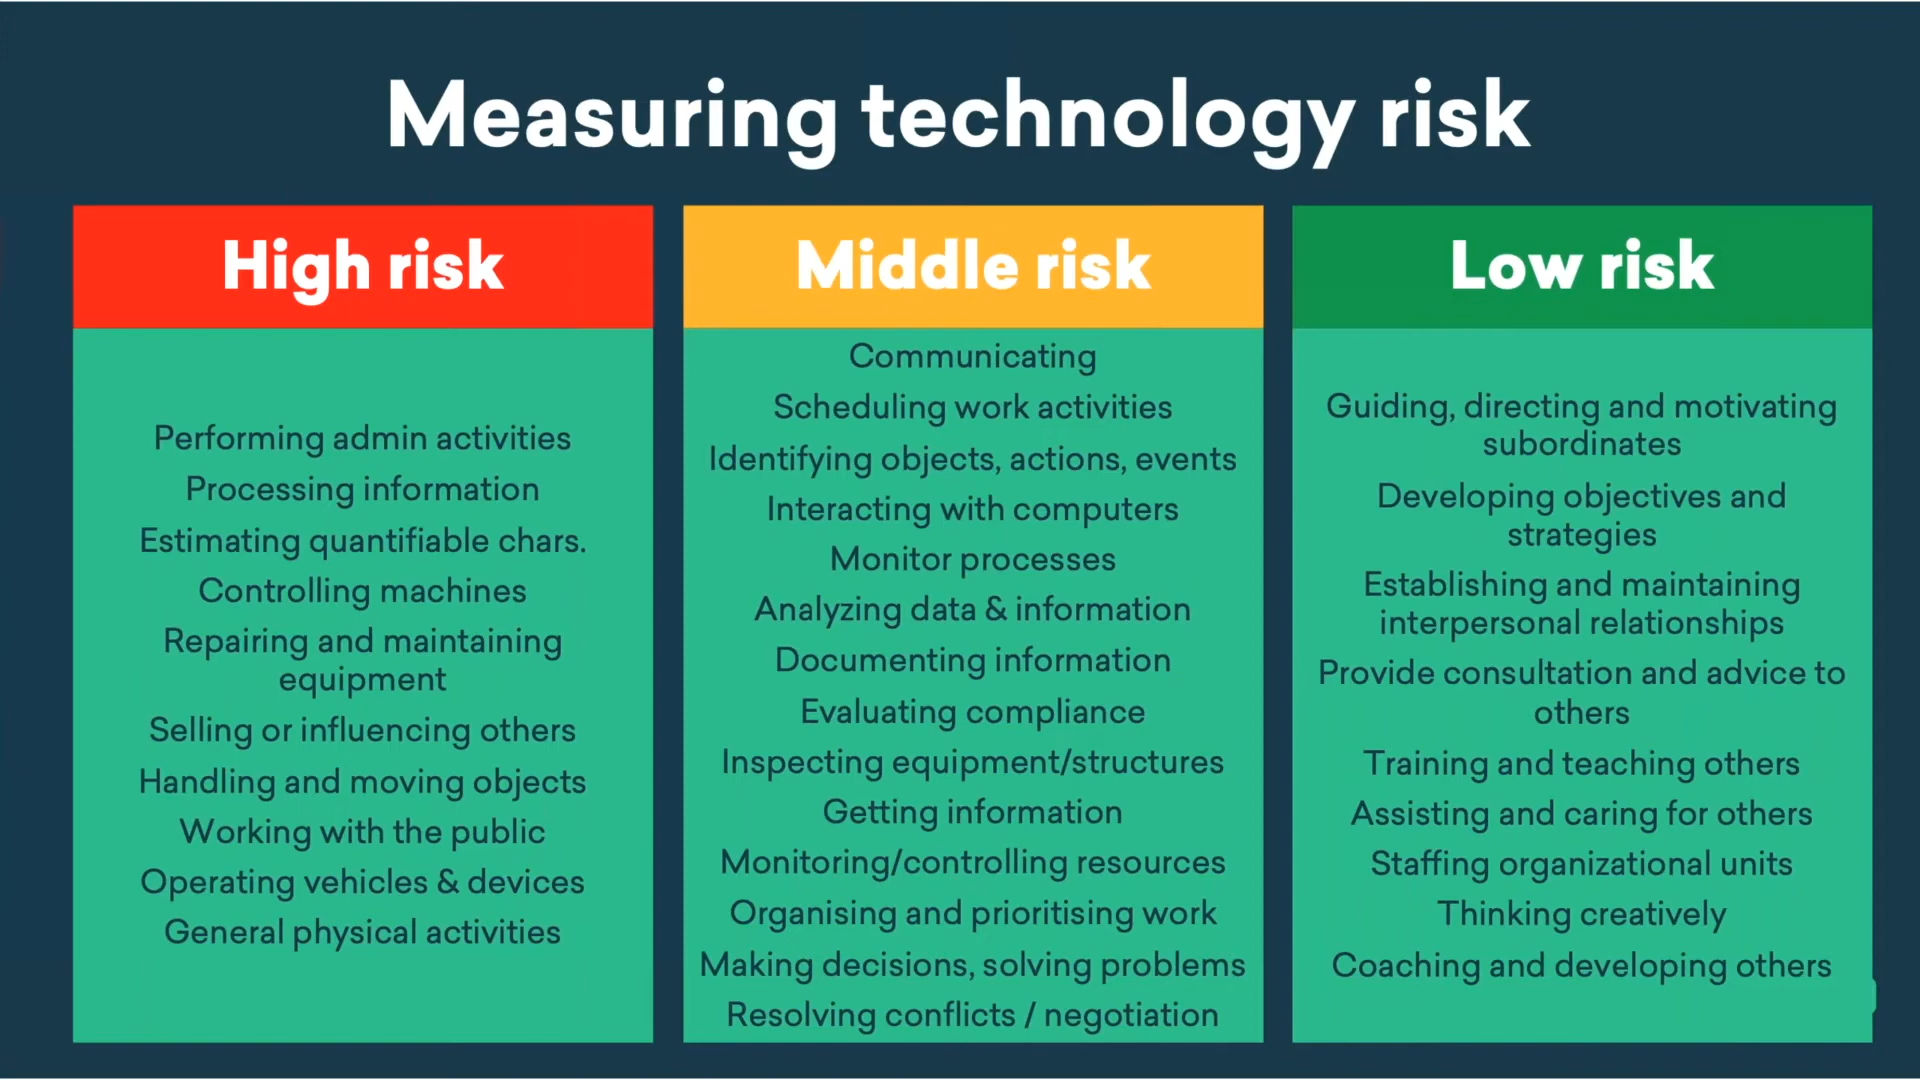 Measuring technology risk
High risk
Performing admin activities
Processing information
Estimating quantifiable chars.
Controlling machines
Repairing and maintaining
equipment
Selling or influencing others
Handling and moving objects
Working with the public
Operating vehicles & devices
General physical activities
Middle risk
Communicating
Scheduling work activities
Identifying objects, actions, events
Interacting with computers
Monitor processes
Analyzing data & information
Documenting information
Evaluating compliance
Inspecting equipment/structures
Getting information
Monitoring/controlling resources
Organising and prioritising work
Making decisions, solving problems
Resolving conflicts / negotiation
Low risk
Guiding, directing and motivating
subordinates
Developing objectives and
strategies
Establishing and maintaining
interpersonal relationships
Provide consultation and advice to
others
Training and teaching others
Assisting and caring for others
Staffing organizational units
Thinking creatively
Coaching and developing others